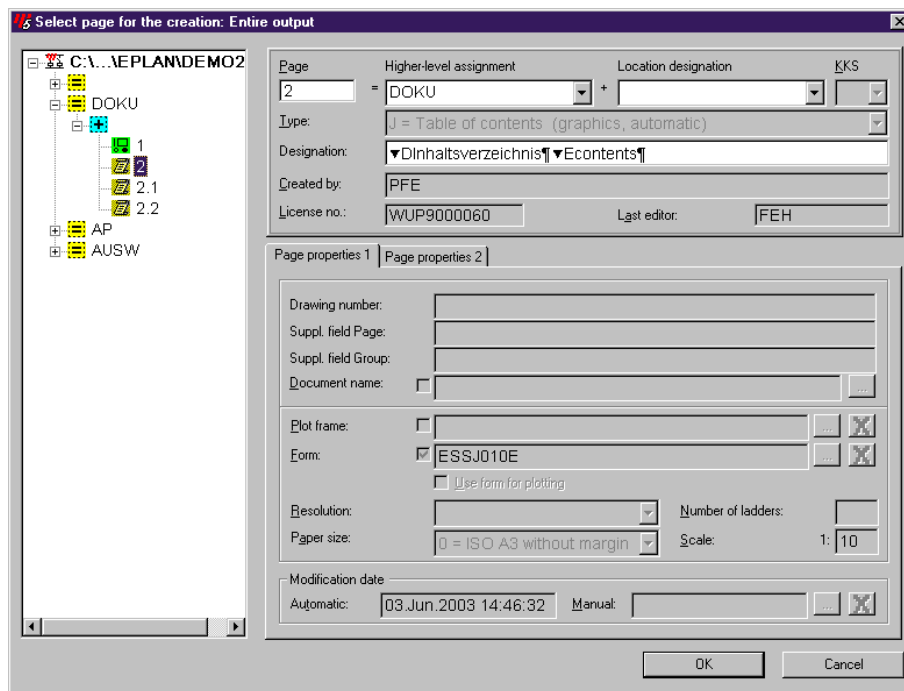 Select page for the creation: Entire output
C:\...\EPLAN\DEMO2
DOKU
1
2
2.1
2.2
AP
AUSW
Page
Higher-level assignment
Location designation
KKS
2 = DOKU +
Type: J = Table of contents (graphics, automatic)
Designation: ▼DInhaltsverzeichnis¶▼Econtents¶
Created by: PFE
License no.: WUP9000060 Last editor: FEH
Page properties 1 Page properties 2
Drawing number:
Suppl. field Page:
Suppl. field Group:
Document name: ...
Plot frame: ...
Form: ESSJ010E ...
Use form for plotting
Resolution: Number of ladders:
Paper size: 0 = ISO A3 without margin Scale: 1: 10
Modification date
Automatic: 03.Jun.2003 14:46:32 Manual: ...
OK Cancel